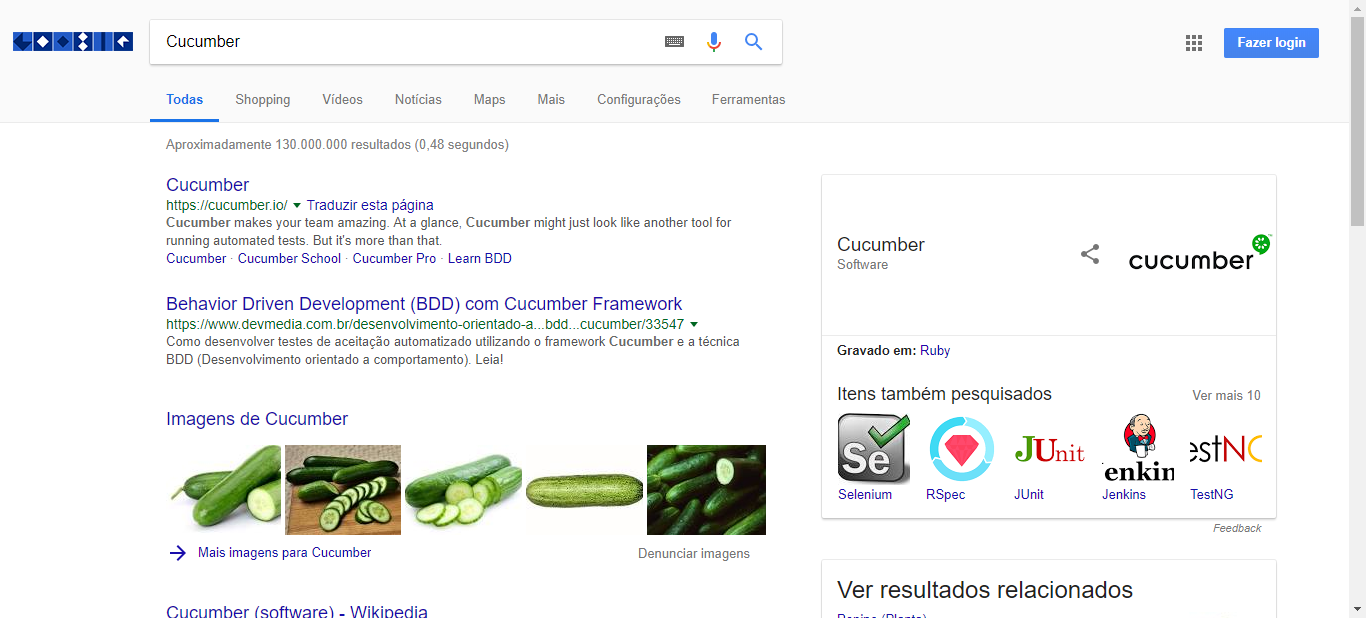 Cucumber
Fazer login
Todas Shopping Vídeos Notícias Maps Mais Configurações Ferramentas
Aproximadamente 130.000.000 resultados (0,48 segundos)
Cucumber
https://cucumber.io/ Traduzir esta página
Cucumber makes your team amazing. At a glance, Cucumber might just look like another tool for
running automated tests. But it's more than that.
Cucumber · Cucumber School · Cucumber Pro · Learn BDD
Behavior Driven Development (BDD) com Cucumber Framework
https://www.devmedia.com.br/desenvolvimento-orientado-a...bdd...cucumber/33547
Como desenvolver testes de aceitação automatizado utilizando o framework Cucumber e a técnica
BDD (Desenvolvimento orientado a comportamento). Leia!
Imagens de Cucumber
Mais imagens para Cucumber
Denunciar imagens
Cucumber (software) - Wikipedia
Cucumber
Software
cucumber
Gravado em: Ruby
Itens também pesquisados
Ver mais 10
Se
JUnit
enkin
estNG
Selenium RSpec JUnit Jenkins TestNG
Feedback
Ver resultados relacionados
Pepino (Planta)